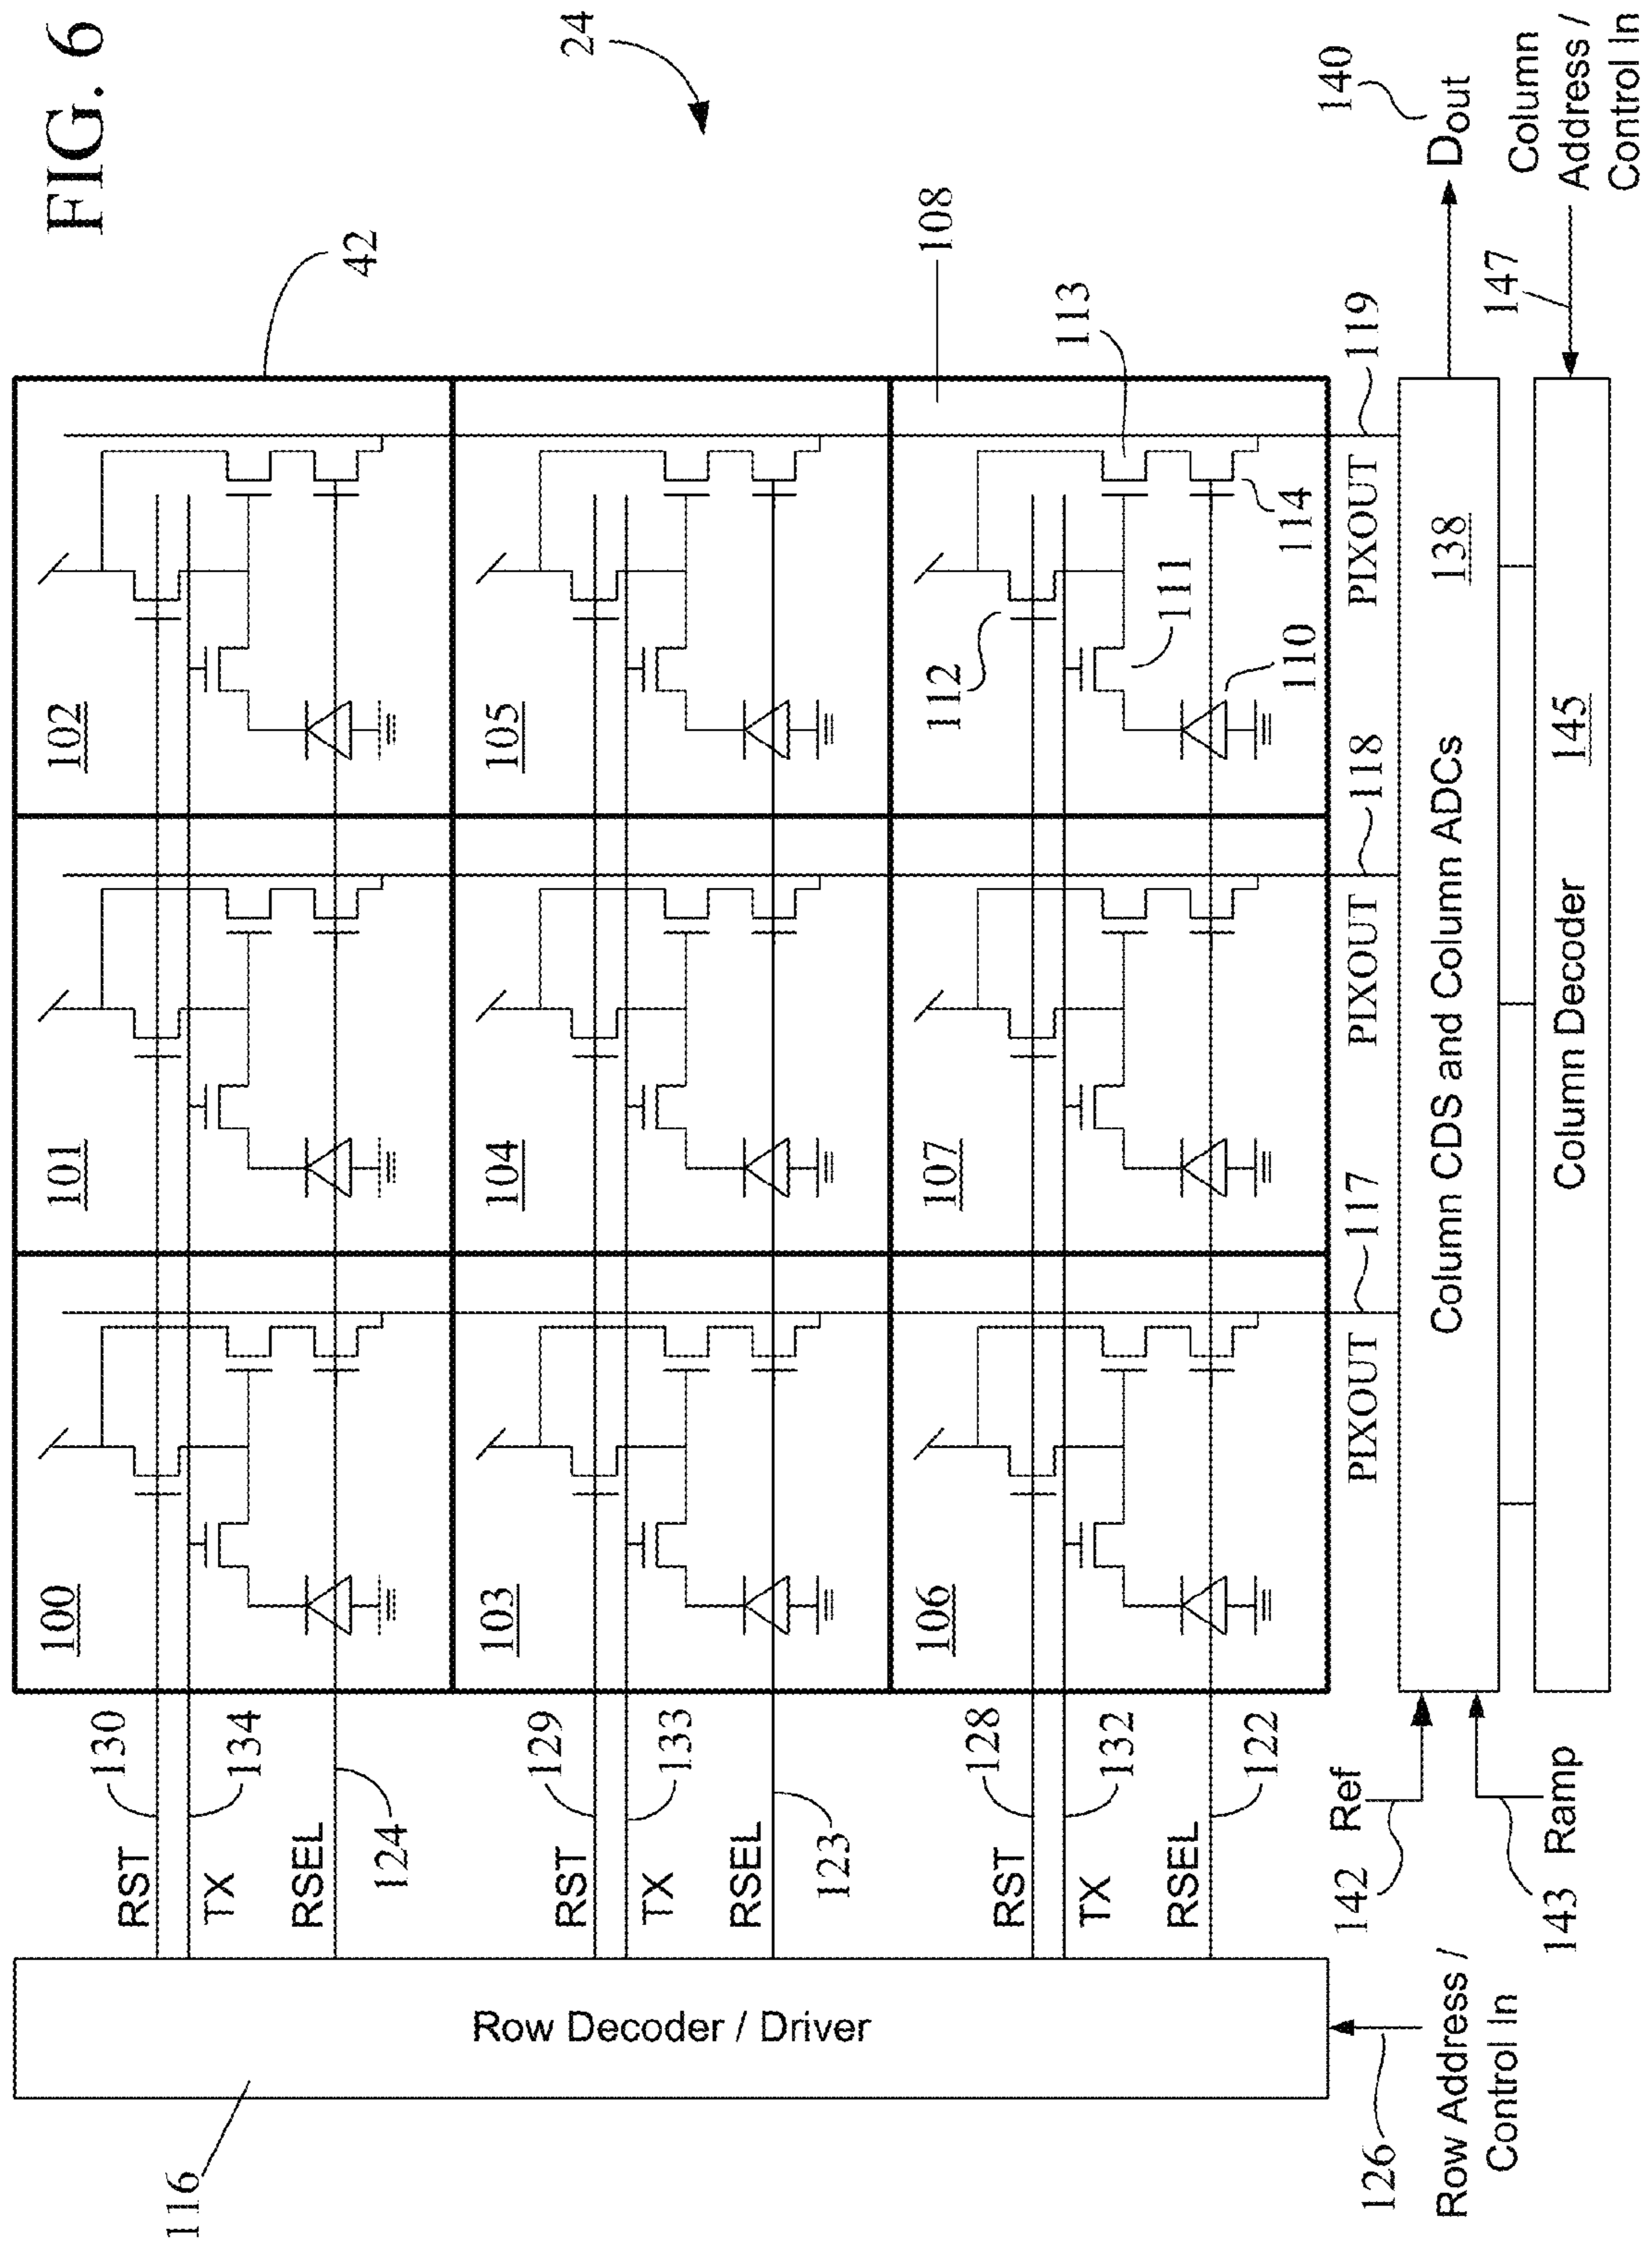 FIG. 6
24
42
116
Row Decoder / Driver
126
Row Address /
Control In
RST
130
TX
134
RSEL
124
RST
129
TX
133
RSEL
123
RST
128
TX
132
RSEL
122
100
101
102
103
104
105
106
107
108
112
111
110
113
114
PIXOUT
117
PIXOUT
118
PIXOUT
119
142
Ref
143
Ramp
Column CDS and Column ADCs
138
Column Decoder
145
140
Dout
147
Column
Address /
Control In